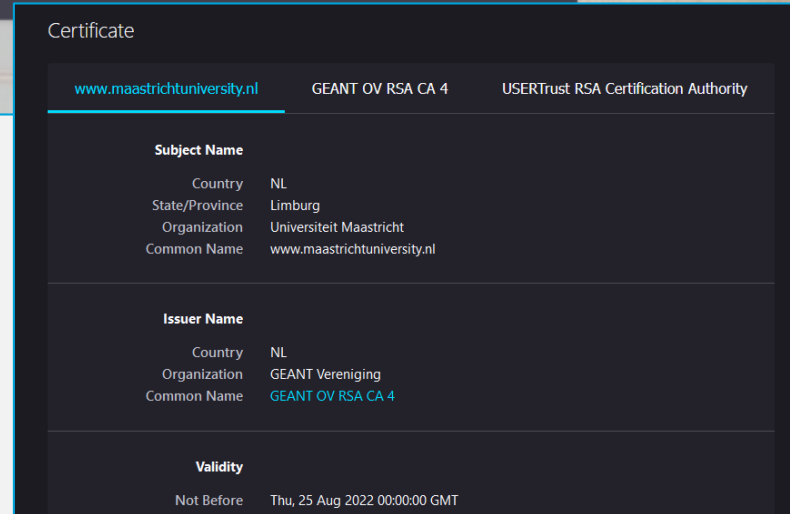 Certificate
www.maastrichtuniversity.nl GEANT OV RSA CA 4 USERTrust RSA Certification Authority
Subject Name
Country NL
State/Province Limburg
Organization Universiteit Maastricht
Common Name www.maastrichtuniversity.nl
Issuer Name
Country NL
Organization GEANT Vereniging
Common Name GEANT OV RSA CA 4
Validity
Not Before Thu, 25 Aug 2022 00:00:00 GMT